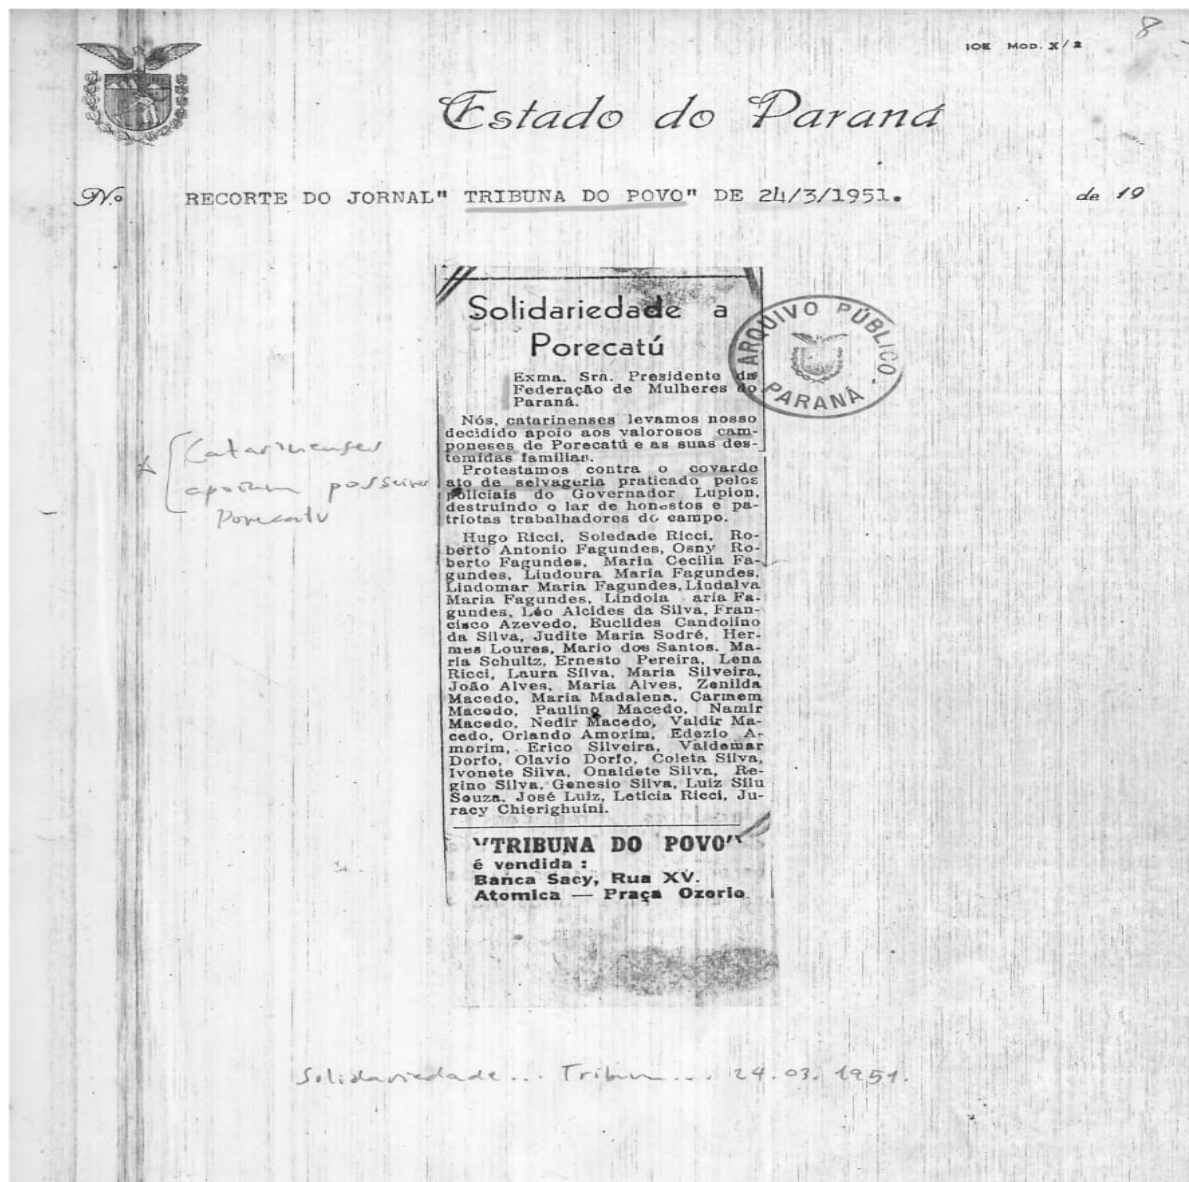 8
IOE MOD. X/2
Estado do Paraná
N.º RECORTE DO JORNAL" TRIBUNA DO POVO" DE 24/3/1951. de 19
Solidariedade a
Porecatú
Exma. Sra. Presidente da
Federação de Mulheres do
Paraná.
Nós, catarinenses levamos nosso
decidido apoio aos valorosos cam-
poneses de Porecatú e as suas des-
temidas familias.
Protestamos contra o covarde
ato de selvageria praticado pelos
policiais do Governador Lupion,
destruindo o lar de honestos e pa-
triotas trabalhadores do campo.
Hugo Ricci, Soledade Ricci, Ro-
berto Antonio Fagundes, Osny Ro-
berto Fagundes, Maria Cecilia Fa-
gundes, Lindoura Maria Fagundes,
Lindomar Maria Fagundes, Lindalva
Maria Fagundes, Lindola aria Fa-
gundes, Léo Alcides da Silva, Fran-
cisco Azevedo, Euclides Candolino
da Silva, Judite Maria Sodré, Her-
mes Loures, Mario dos Santos, Ma-
ria Schultz, Ernesto Pereira, Lena
Ricci, Laura Silva, Maria Silveira,
João Alves, Maria Alves, Zenilda
Macedo, Maria Madalena, Carmem
Macedo, Paulino Macedo, Namir
Macedo, Nedir Macedo, Valdir Ma-
cedo, Orlando Amorim, Edezio A-
morim, Erico Silveira, Valdemar
Dorfo, Olavio Dorfo, Coleta Silva,
Ivonete Silva, Onaldete Silva, Re-
gino Silva, Genesio Silva, Luiz Silu
Souza, José Luiz, Leticia Ricci, Ju-
racy Chierighuini.
"TRIBUNA DO POVO"
é vendida :
Banca Sacy, Rua XV.
Atomica — Praça Ozorio.
ARQUIVO PÚBLICO
PARANÁ
Catarinenses
apoiam posseiros
Porecatu
Solidariedade... Tribun... 24.03.1951.